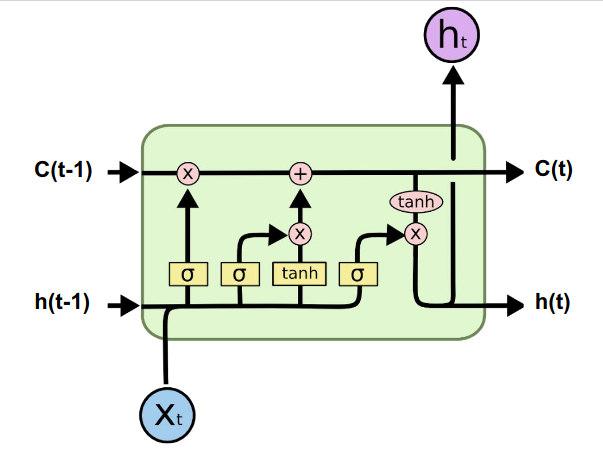 ht
C(t-1)
x
+
C(t)
tanh
x
x
σ
σ
tanh
σ
h(t-1)
h(t)
Xt